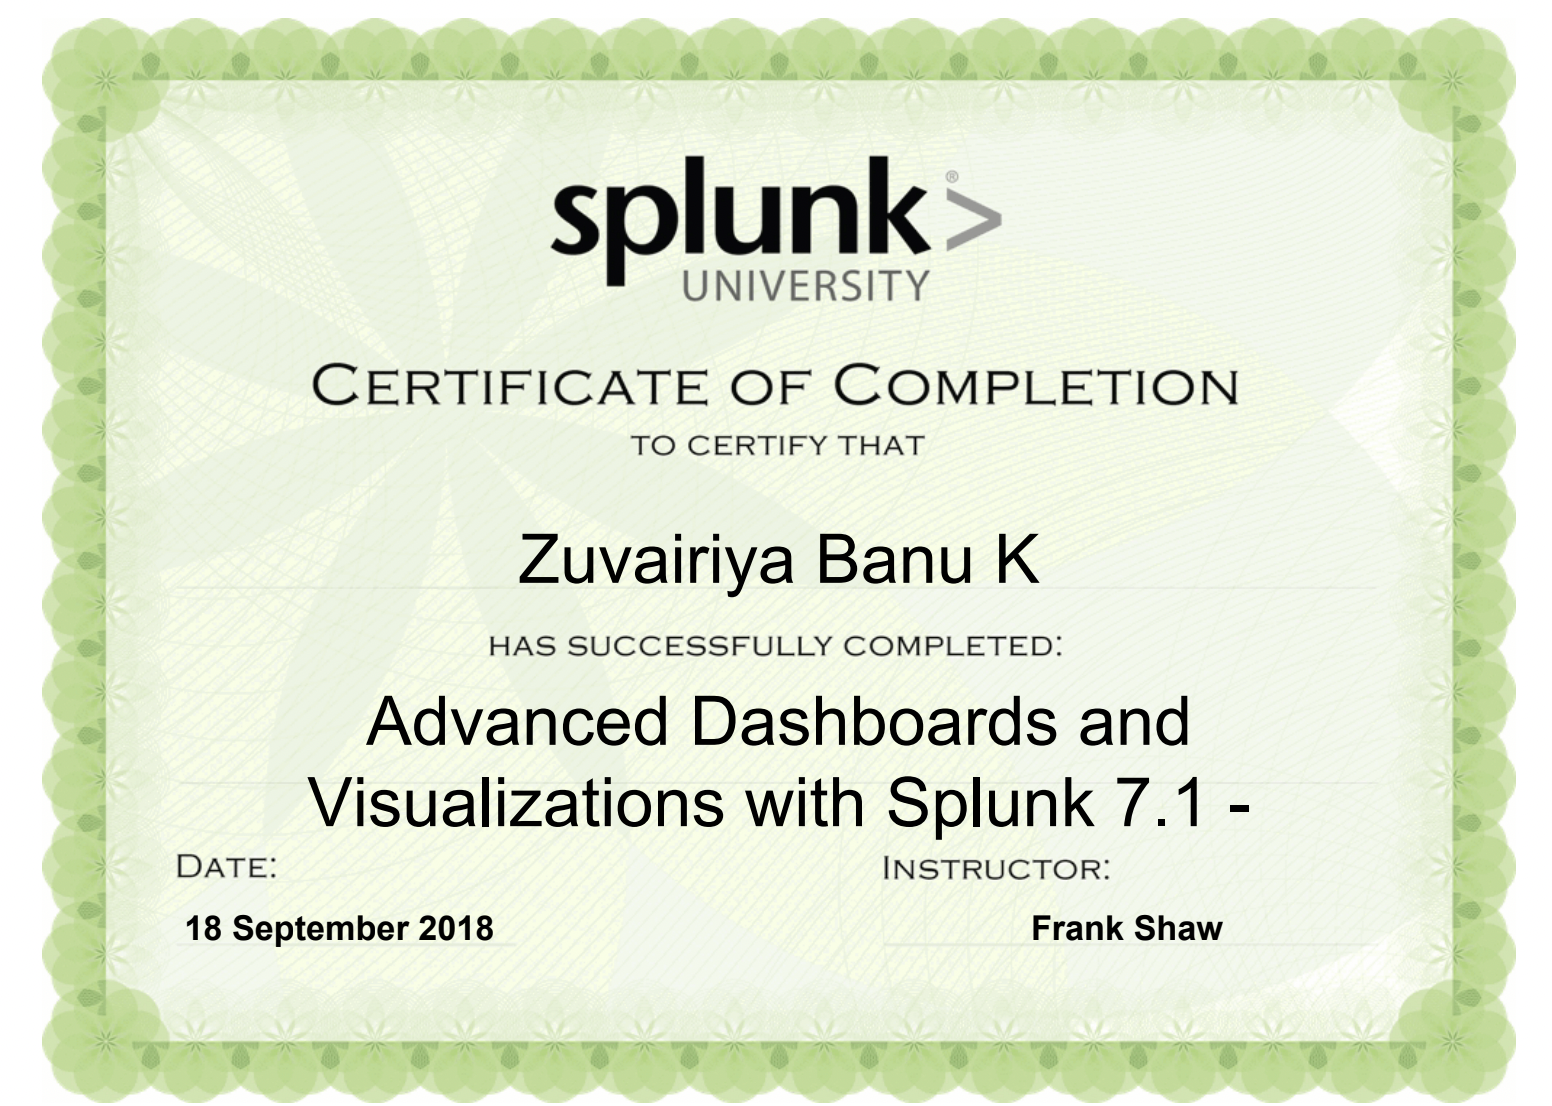 splunk>®
UNIVERSITY
CERTIFICATE OF COMPLETION
TO CERTIFY THAT
Zuvairiya Banu K
HAS SUCCESSFULLY COMPLETED:
Advanced Dashboards and
Visualizations with Splunk 7.1 -
DATE:
INSTRUCTOR:
18 September 2018
Frank Shaw